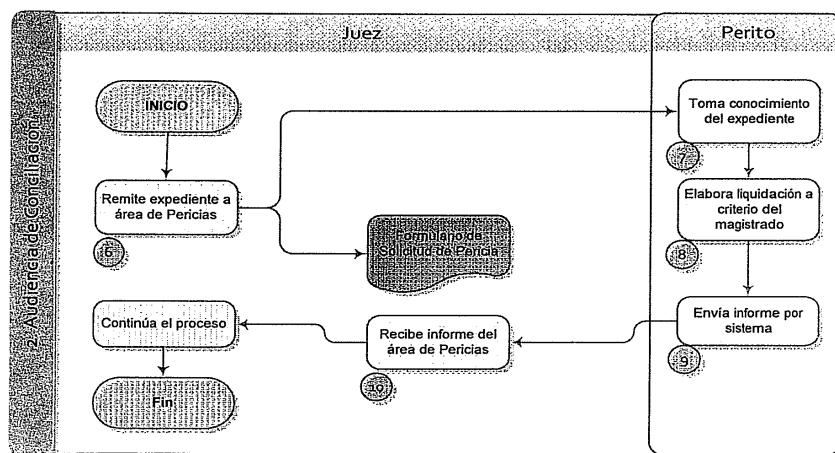 2. Audiencia de Conciliación
Juez
Perito
INICIO
Remite expediente a
área de Pericias
6
Formulario de
Solicitud de Pericia
Toma conocimiento
del expediente
7
Elabora liquidación a
criterio del
magistrado
8
Envía informe por
sistema
9
Recibe informe del
área de Pericias
10
Continúa el proceso
Fin